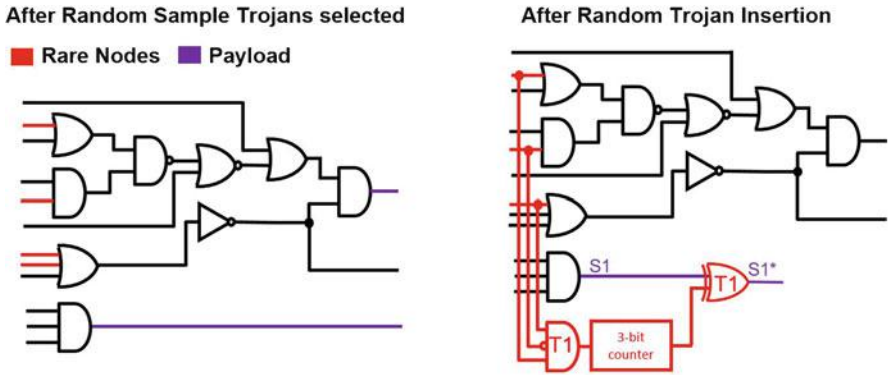 After Random Sample Trojans selected
Rare Nodes
Payload
After Random Trojan Insertion
S1
T1
S1*
T1
3-bit
counter